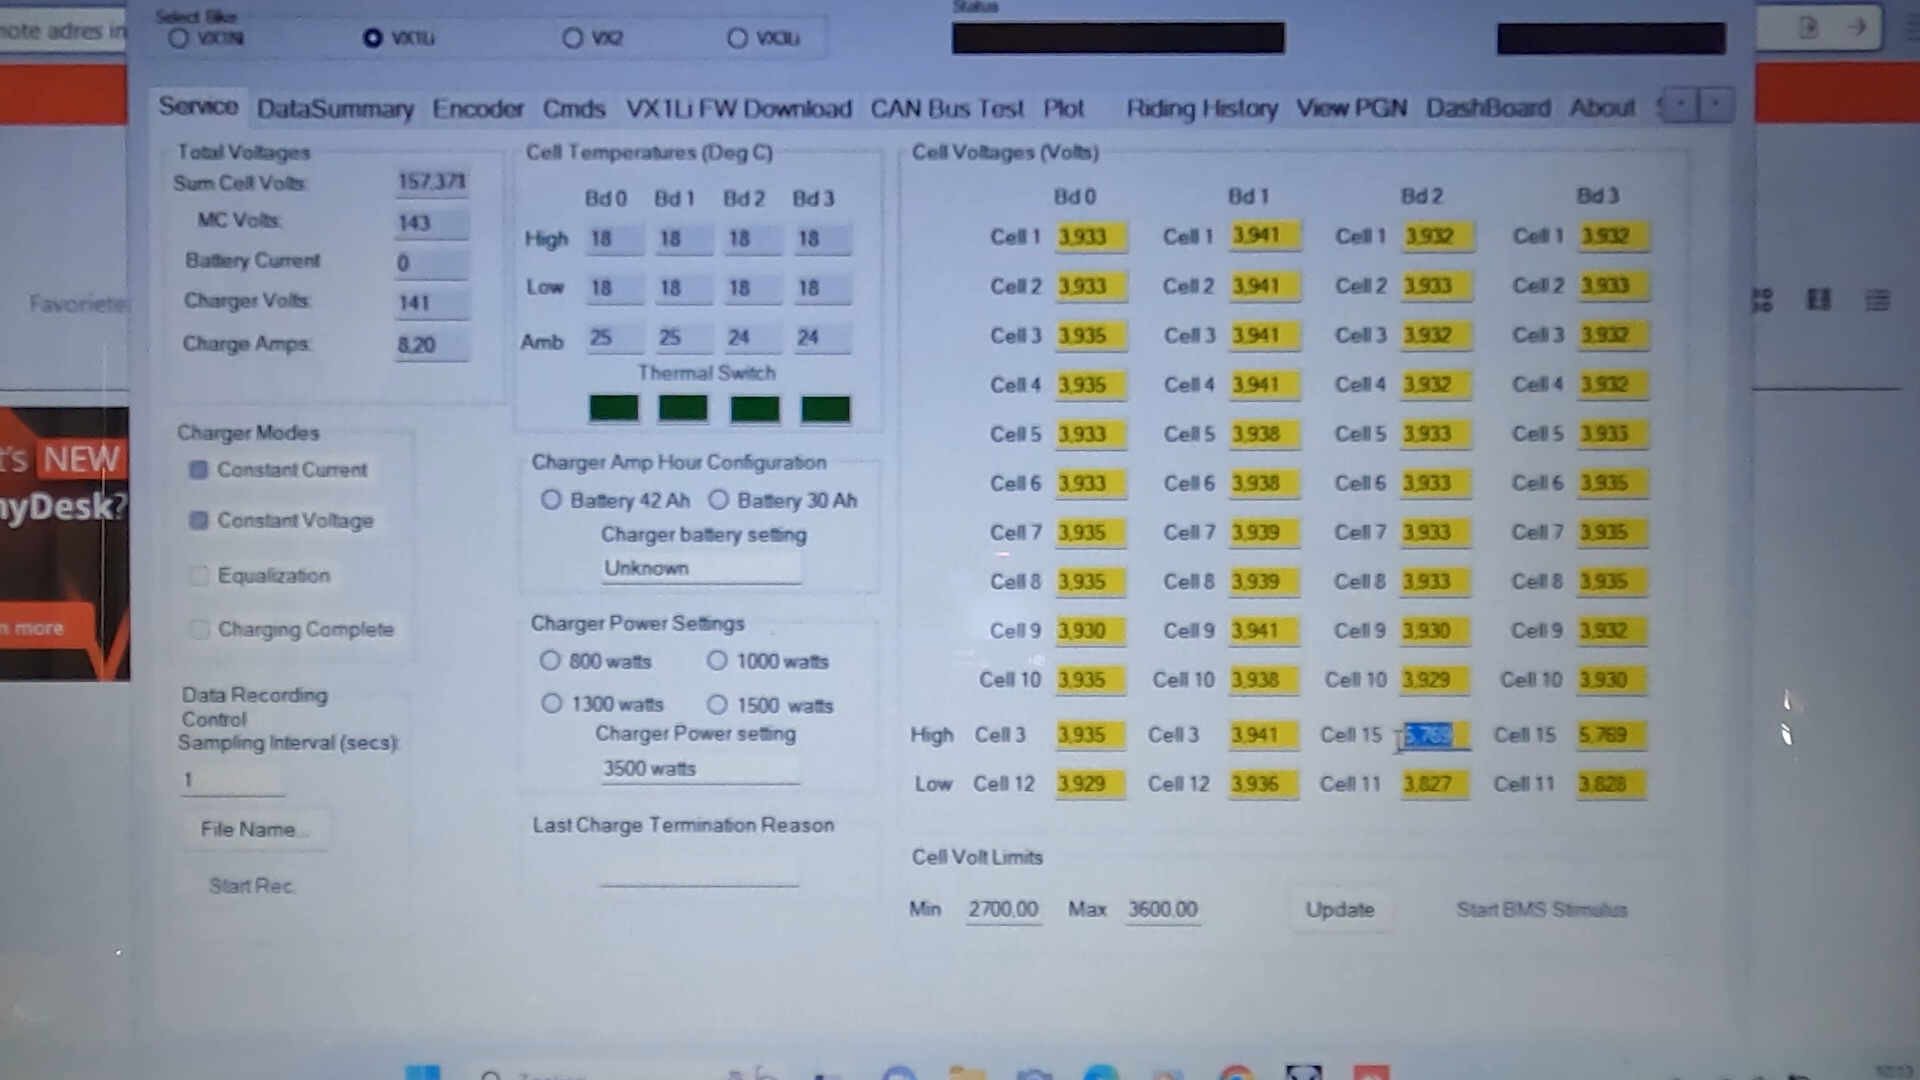 note adres in
Select Bike
VX1Ni
VX1Li
VX2
VX3Li
Status
Service DataSummary Encoder Cmds VX1Li FW Download CAN Bus Test Plot Riding History View PGN DashBoard About
Total Voltages
Sum Cell Volts: 157,371
MC Volts: 143
Battery Current 0
Charger Volts: 141
Charge Amps: 8,20
Cell Temperatures (Deg C)
Bd 0 Bd 1 Bd 2 Bd 3
High 18 18 18 18
Low 18 18 18 18
Amb 25 25 24 24
Thermal Switch
Cell Voltages (Volts)
Bd 0 Bd 1 Bd 2 Bd 3
Cell 1 3,933 Cell 1 3,941 Cell 1 3,932 Cell 1 3,932
Cell 2 3,933 Cell 2 3,941 Cell 2 3,933 Cell 2 3,933
Cell 3 3,935 Cell 3 3,941 Cell 3 3,932 Cell 3 3,932
Cell 4 3,935 Cell 4 3,941 Cell 4 3,932 Cell 4 3,932
Cell 5 3,933 Cell 5 3,938 Cell 5 3,933 Cell 5 3,933
Cell 6 3,933 Cell 6 3,938 Cell 6 3,933 Cell 6 3,935
Cell 7 3,935 Cell 7 3,939 Cell 7 3,933 Cell 7 3,935
Cell 8 3,935 Cell 8 3,939 Cell 8 3,933 Cell 8 3,935
Cell 9 3,930 Cell 9 3,941 Cell 9 3,930 Cell 9 3,932
Cell 10 3,935 Cell 10 3,938 Cell 10 3,929 Cell 10 3,930
High Cell 3 3,935 Cell 3 3,941 Cell 15 5,769 Cell 15 5,769
Low Cell 12 3,929 Cell 12 3,936 Cell 11 3,827 Cell 11 3,828
Cell Volt Limits
Min 2700,00 Max 3600,00 Update Start BMS Stimulus
Charger Modes
Constant Current
Constant Voltage
Equalization
Charging Complete
Charger Amp Hour Configuration
Battery 42 Ah Battery 30 Ah
Charger battery setting
Unknown
Charger Power Settings
800 watts 1000 watts
1300 watts 1500 watts
Charger Power setting
3500 watts
Last Charge Termination Reason
Data Recording
Control
Sampling Interval (secs):
1
File Name...
Start Rec.
Favorieten
t's NEW
nyDesk?
n more